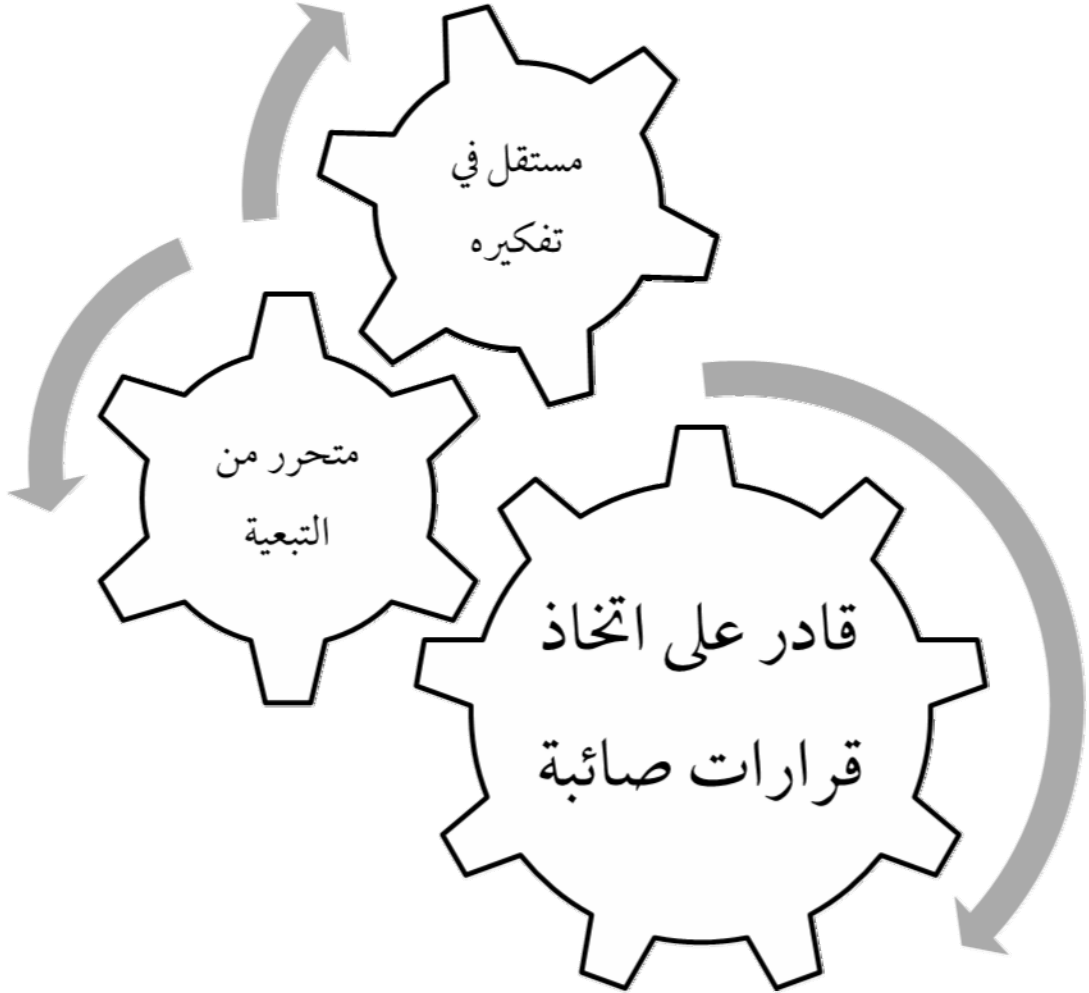 مستقل في
تفكيره
متحرر من
التبعية
قادر على اتخاذ
قرارات صائبة